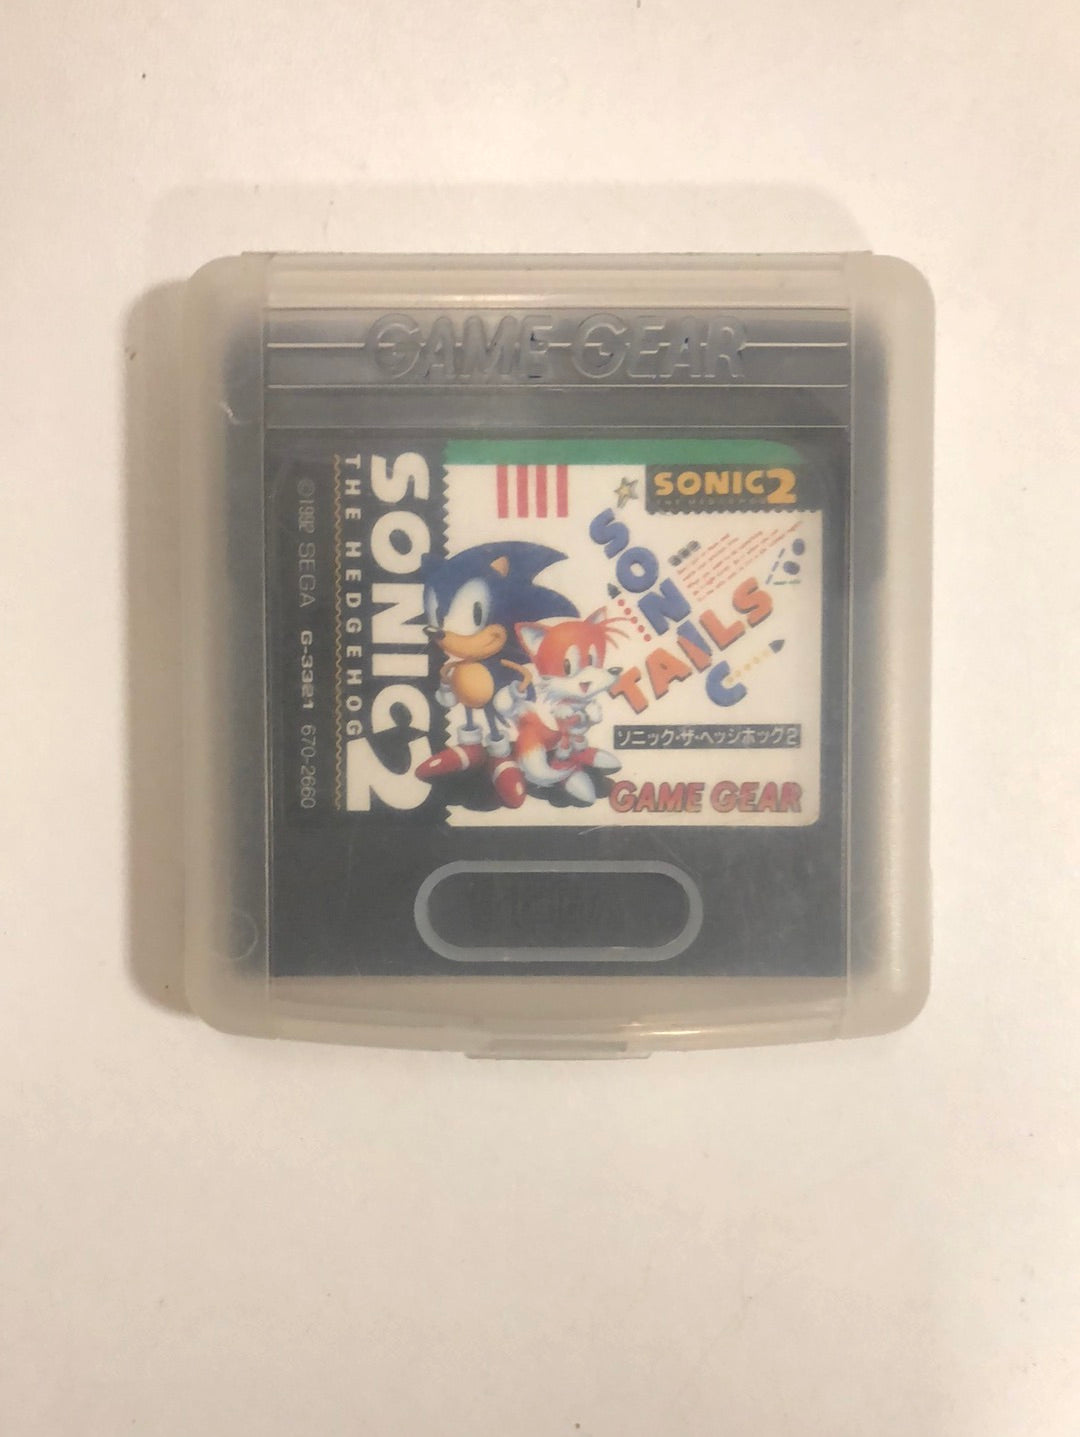 GAME GEAR
SONIC 2
THE HEDGEHOG
©1992 SEGA G-3321 670-2660
SONIC 2
SONIC
TAILS
ソニック・ザ・ヘッジホッグ2
GAME GEAR